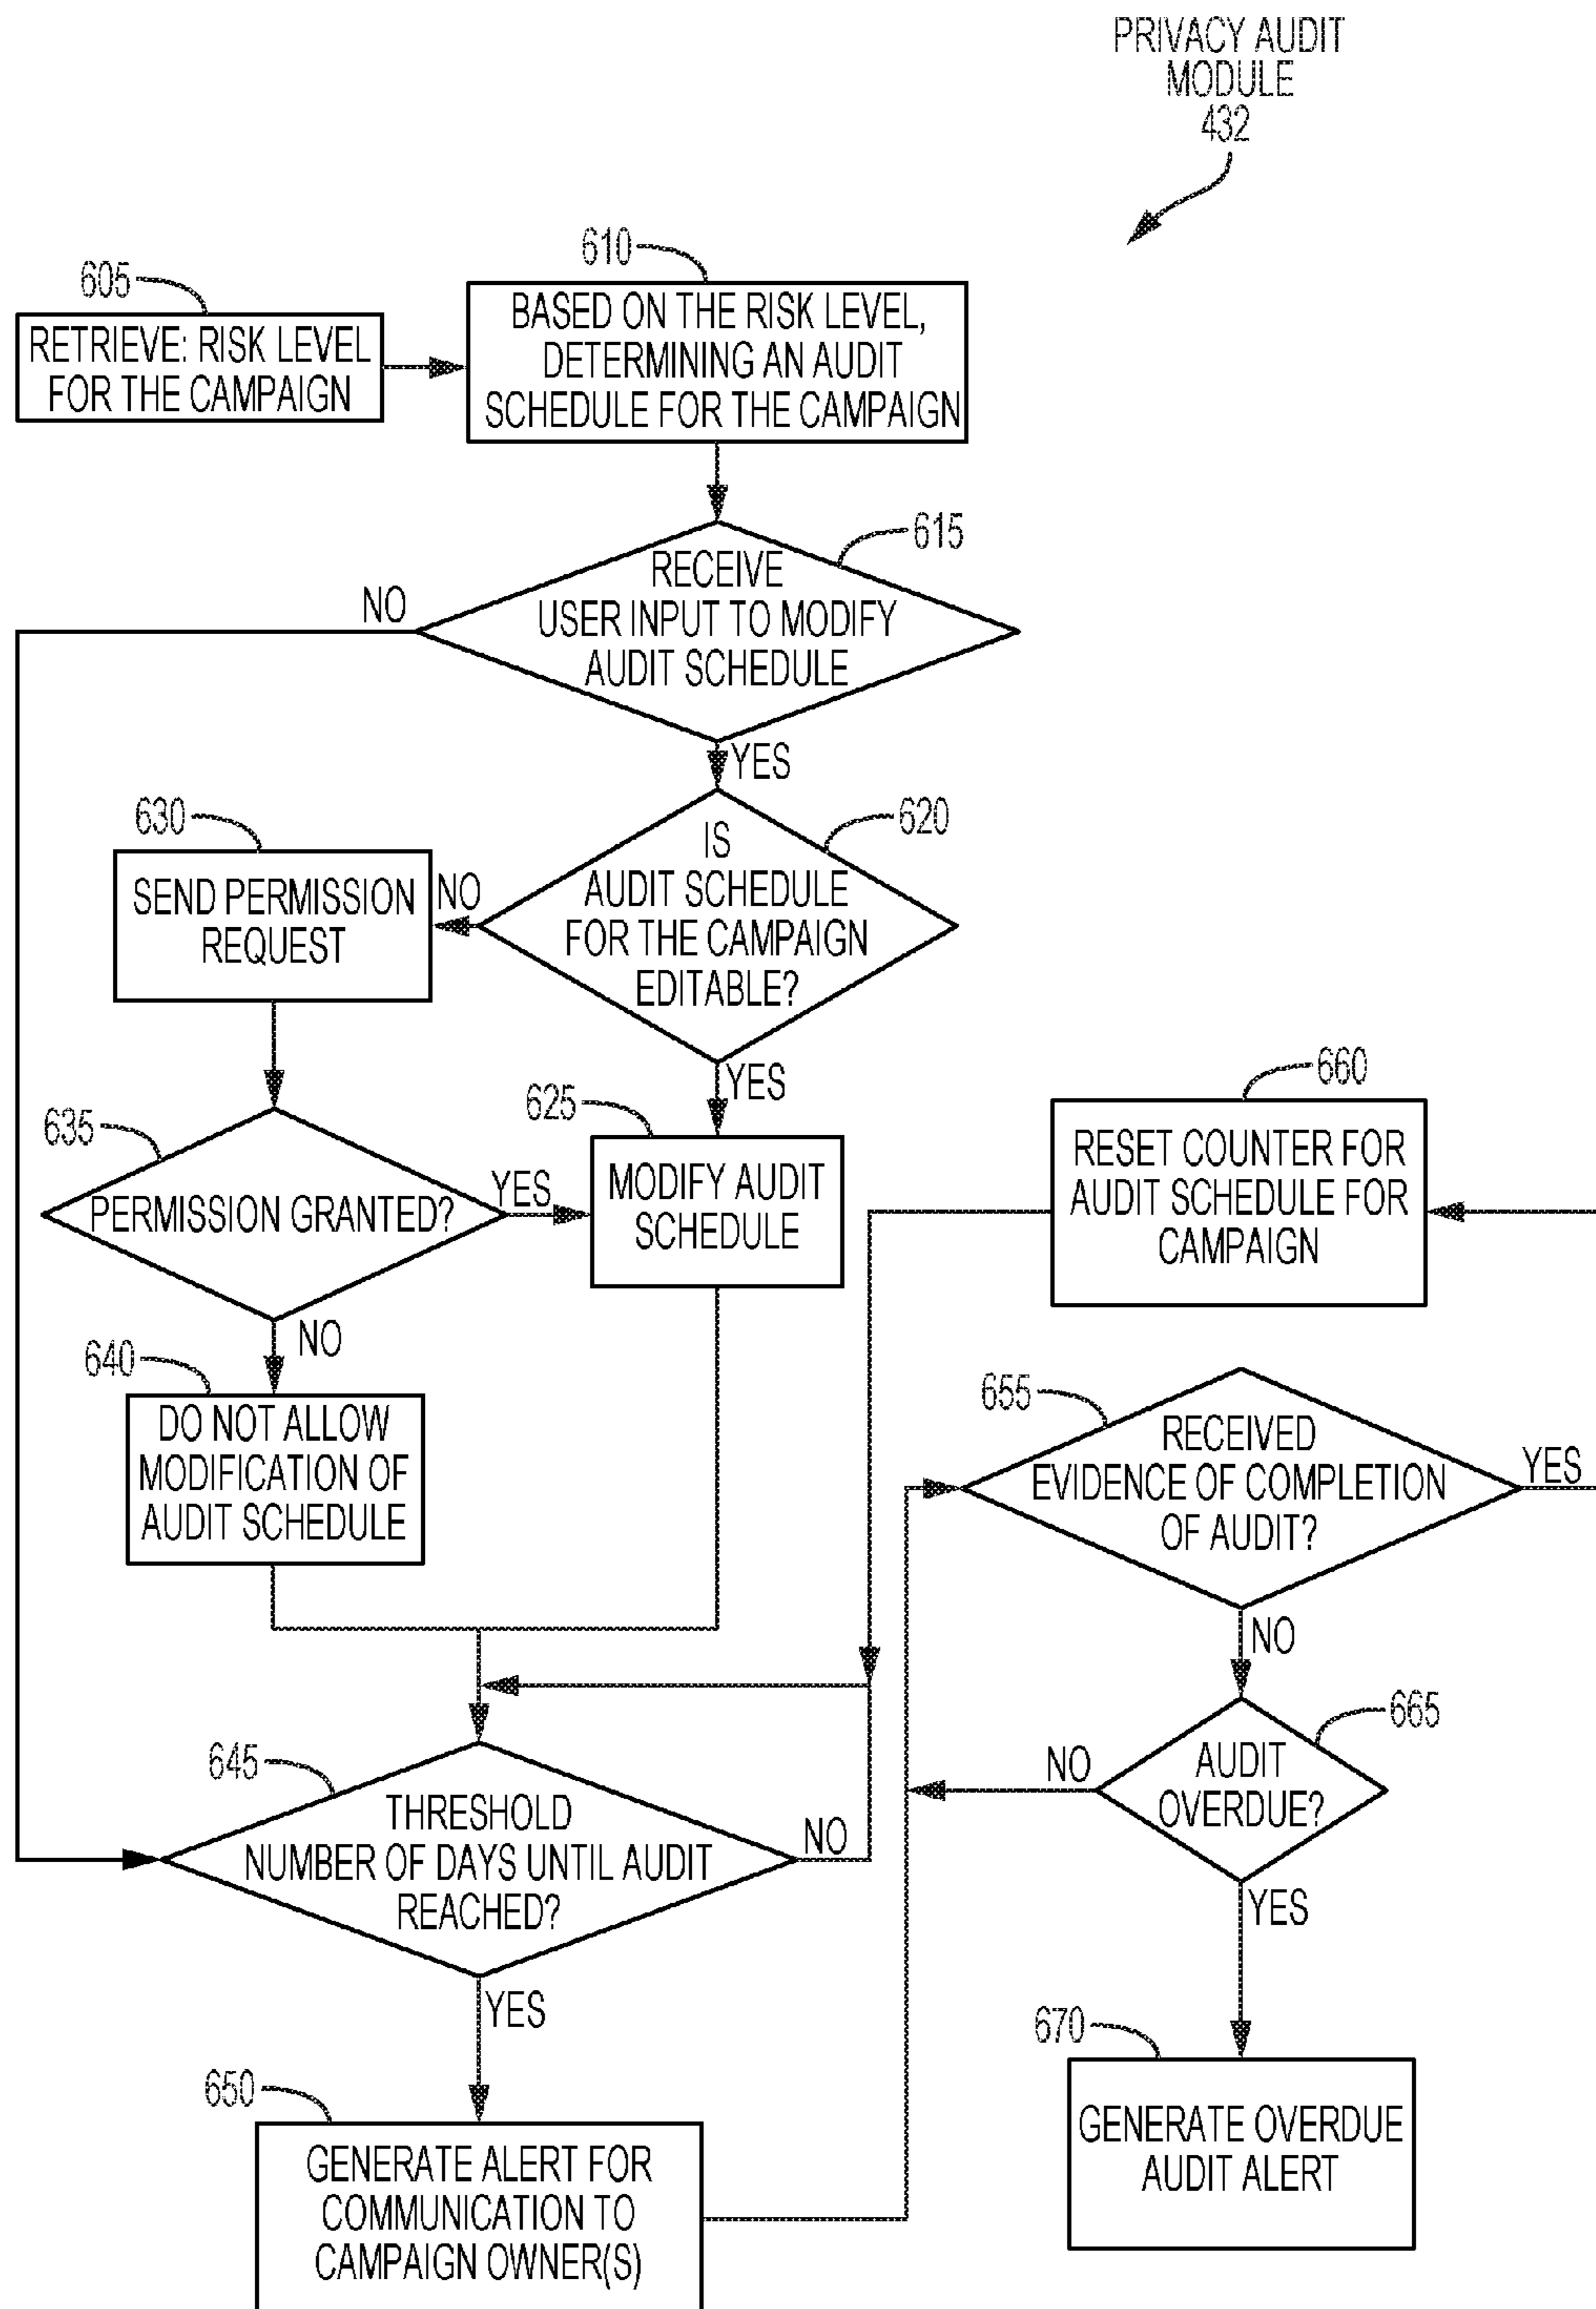 PRIVACY AUDIT
MODULE
432
605
RETRIEVE: RISK LEVEL
FOR THE CAMPAIGN
610
BASED ON THE RISK LEVEL,
DETERMINING AN AUDIT
SCHEDULE FOR THE CAMPAIGN
615
RECEIVE
USER INPUT TO MODIFY
AUDIT SCHEDULE
NO
YES
620
IS
AUDIT SCHEDULE
FOR THE CAMPAIGN
EDITABLE?
NO
YES
630
SEND PERMISSION
REQUEST
635
PERMISSION GRANTED?
YES
NO
625
MODIFY AUDIT
SCHEDULE
640
DO NOT ALLOW
MODIFICATION OF
AUDIT SCHEDULE
645
THRESHOLD
NUMBER OF DAYS UNTIL AUDIT
REACHED?
NO
YES
650
GENERATE ALERT FOR
COMMUNICATION TO
CAMPAIGN OWNER(S)
660
RESET COUNTER FOR
AUDIT SCHEDULE FOR
CAMPAIGN
655
RECEIVED
EVIDENCE OF COMPLETION
OF AUDIT?
YES
NO
665
AUDIT
OVERDUE?
NO
YES
670
GENERATE OVERDUE
AUDIT ALERT